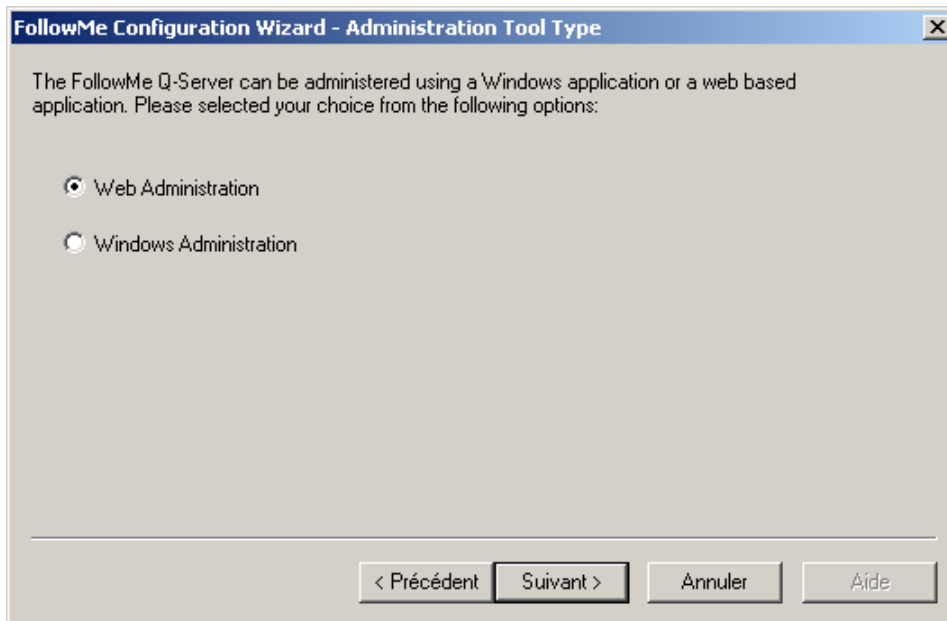 FollowMe Configuration Wizard - Administration Tool Type
The FollowMe Q-Server can be administered using a Windows application or a web based
application. Please selected your choice from the following options:
Web Administration
Windows Administration
< Précédent
Suivant >
Annuler
Aide